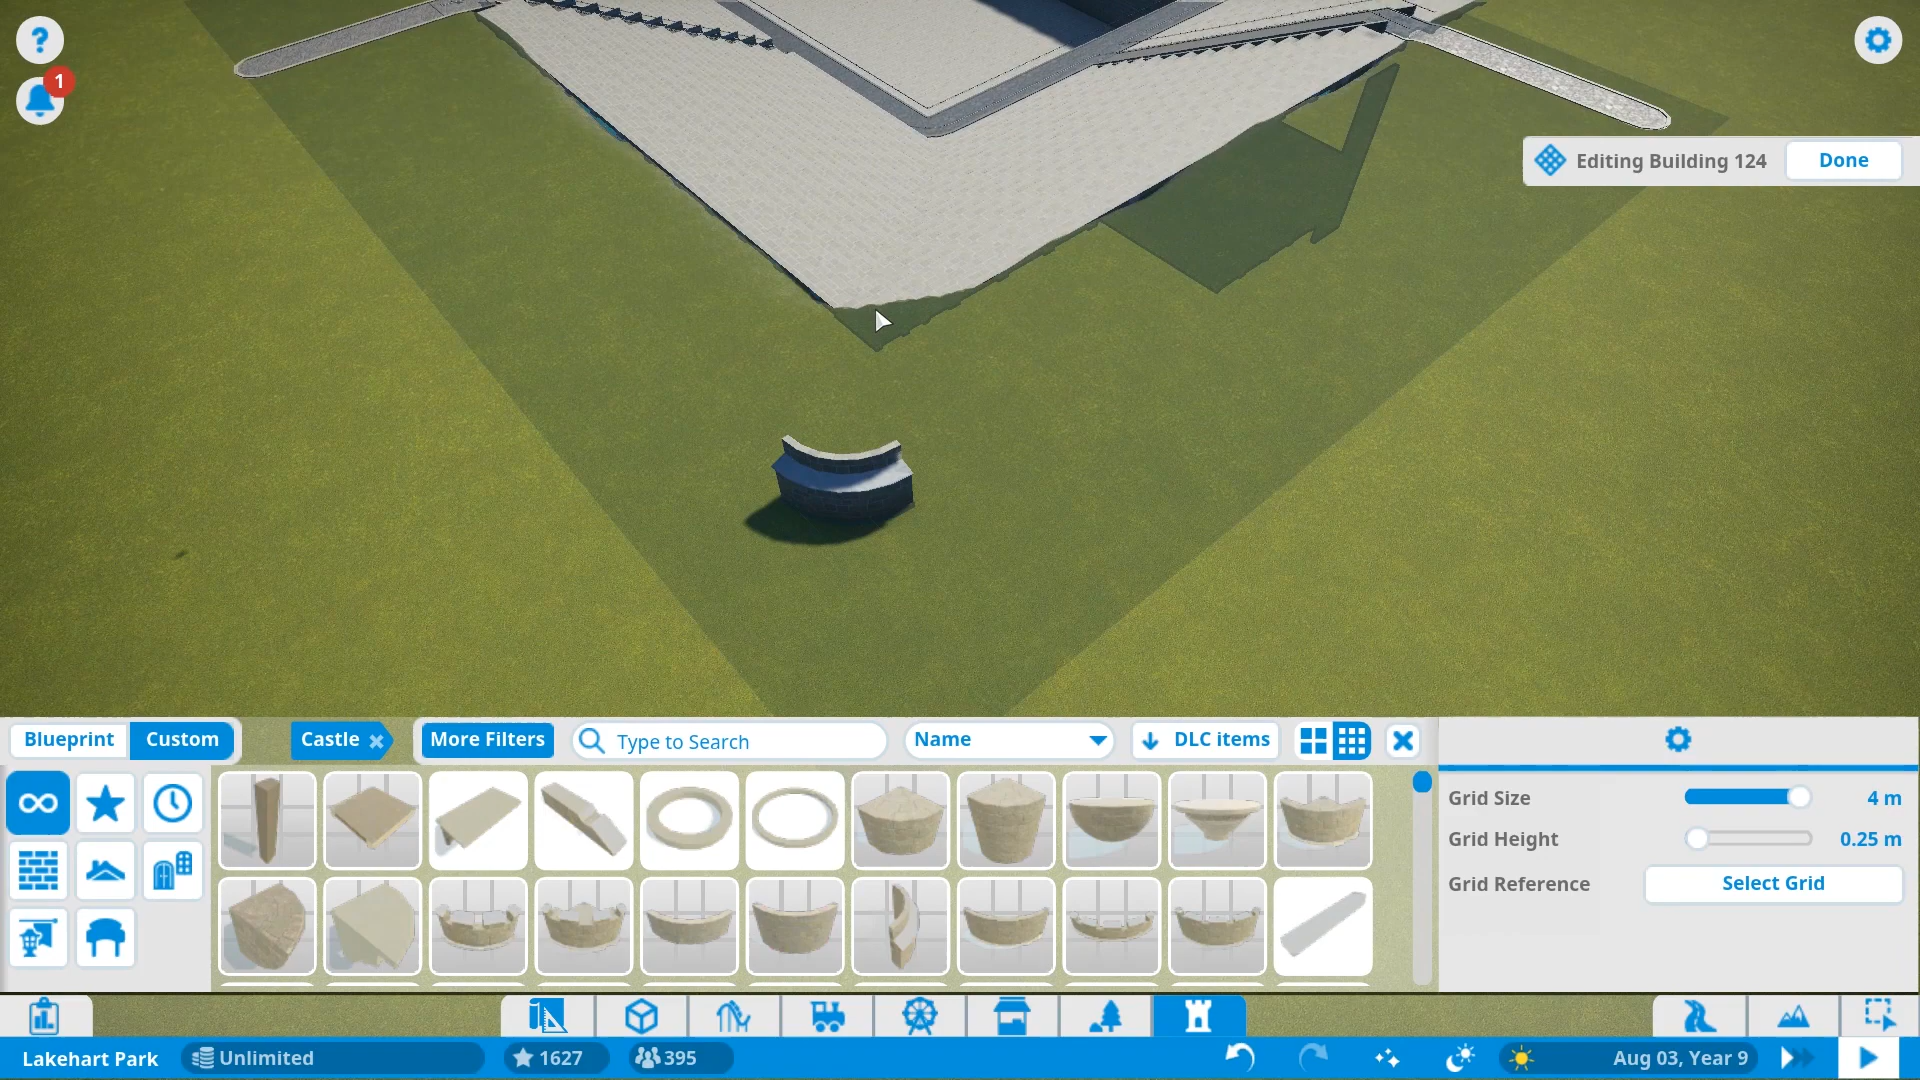 ?
1
Editing Building 124
Done
Blueprint
Custom
Castle
More Filters
Type to Search
Name
DLC items
Grid Size
4 m
Grid Height
0.25 m
Grid Reference
Select Grid
Lakehart Park
Unlimited
1627
395
Aug 03, Year 9